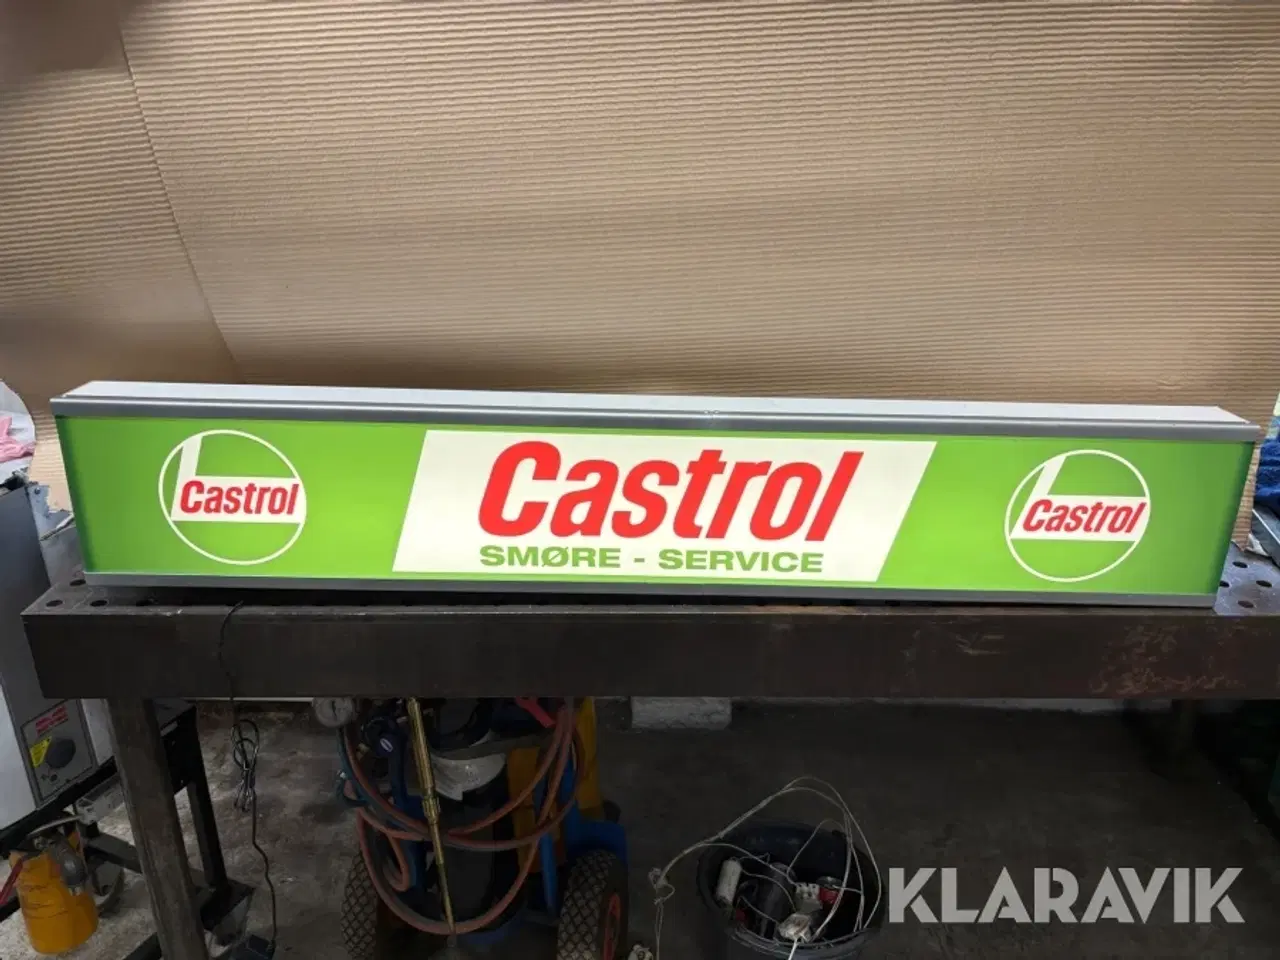 Castrol
Castrol
SMØRE - SERVICE
Castrol
KLARAVIK